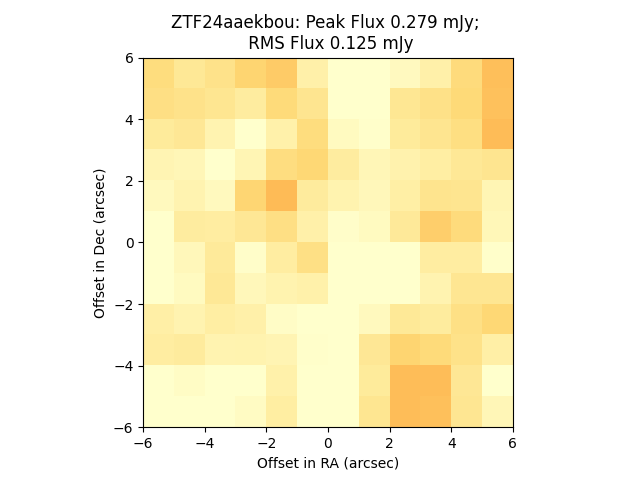 ZTF24aaekbou: Peak Flux 0.279 mJy;
RMS Flux 0.125 mJy
6
4
2
0
−2
−4
−6
Offset in Dec (arcsec)
−6 −4 −2 0 2 4 6
Offset in RA (arcsec)